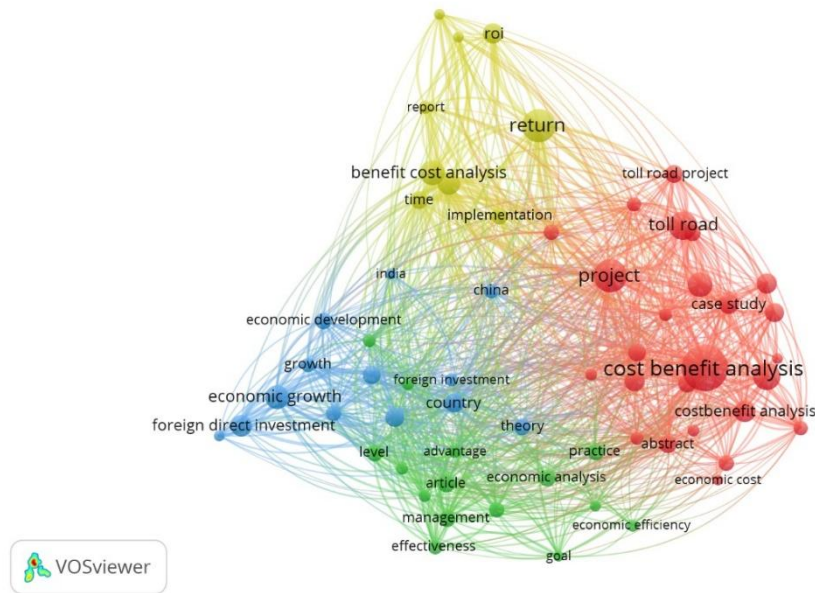 roi
report
return
benefit cost analysis
toll road project
time
implementation
toll road
india
project
china
case study
economic development
growth
foreign investment
cost benefit analysis
economic growth
country
costbenefit analysis
foreign direct investment
theory
level
advantage
practice
abstract
article
economic analysis
economic cost
management
economic efficiency
effectiveness
goal
VOSviewer